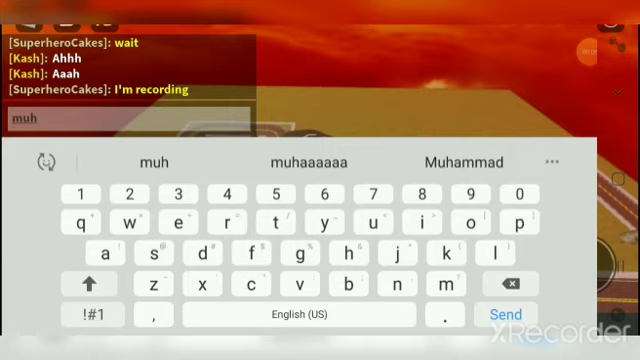 [SuperheroCakes]: wait
[Kash]: Ahhh
[Kash]: Aaah
[SuperheroCakes]: I'm recording
muh
muh muhaaaaaa Muhammad
1 2 3 4 5 6 7 8 9 0
q w e r t y u i o p
a s d f g h j k l
z x c v b n m
!#1 , English (US) . Send
XRecorder